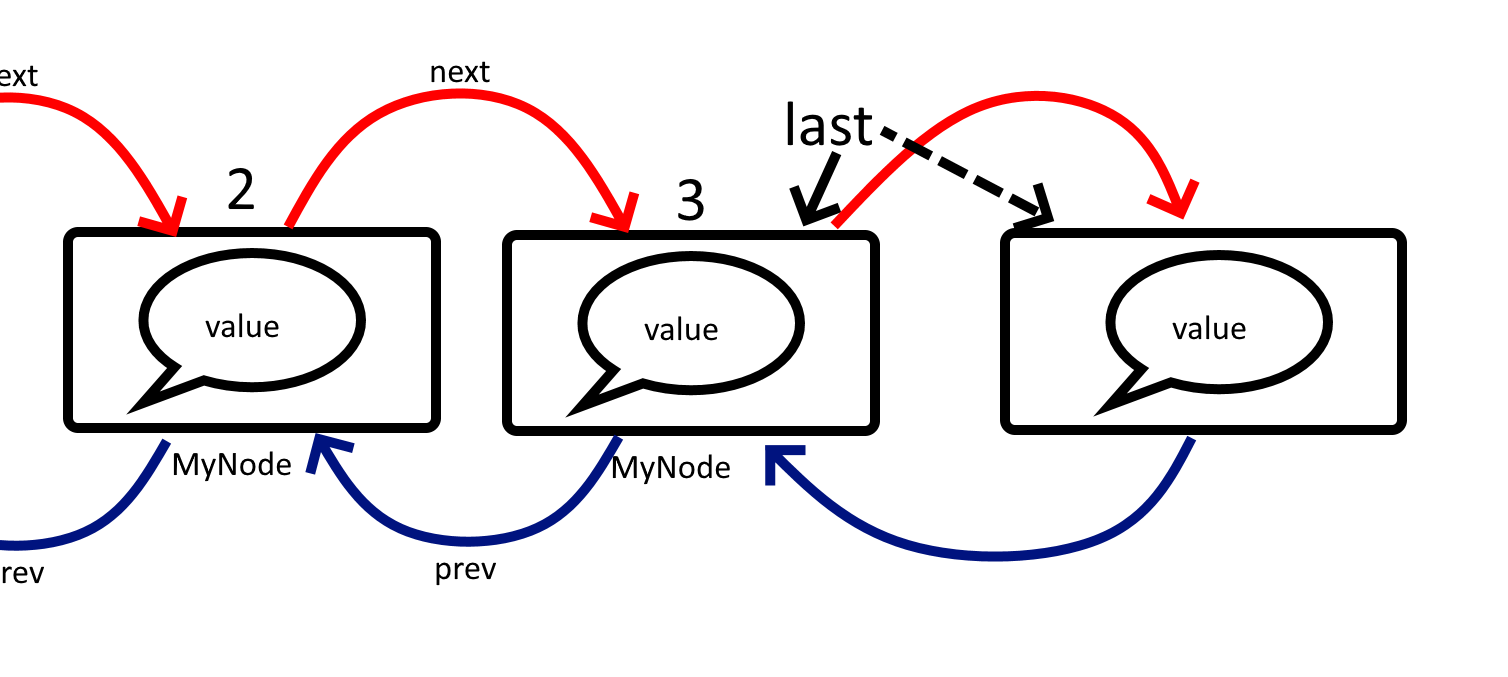 ext
next
last
2
3
value
value
value
MyNode
MyNode
rev
prev